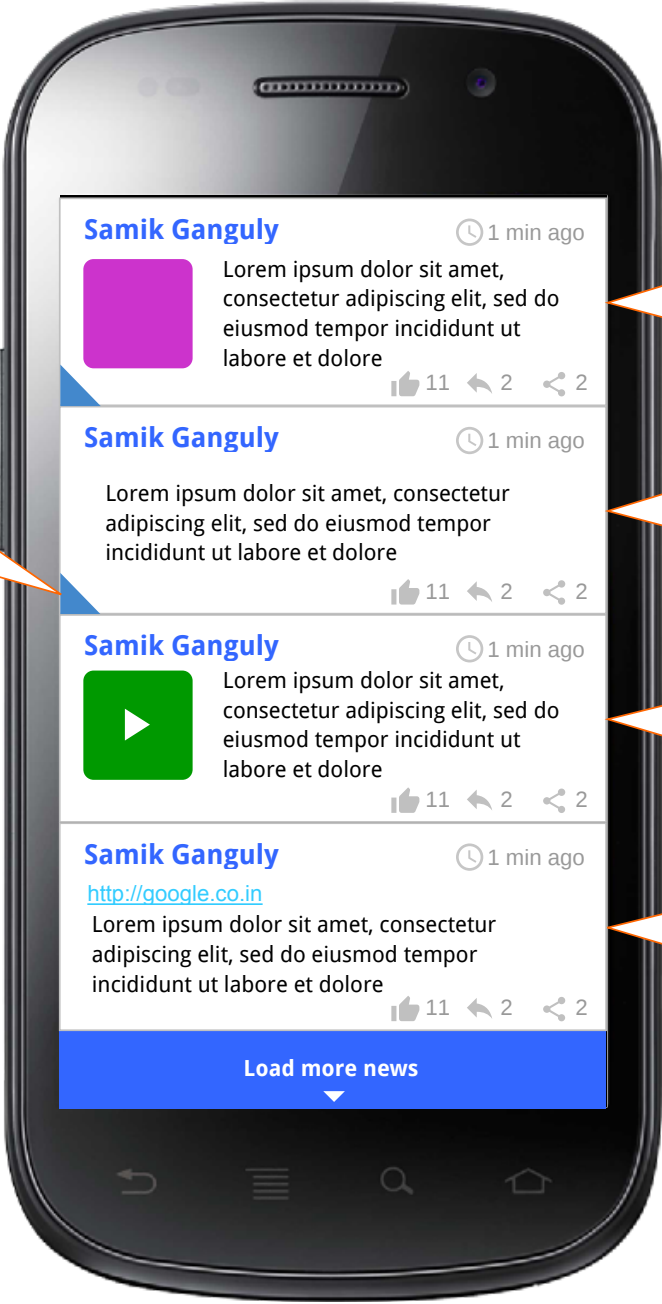 Samik Ganguly
1 min ago
Lorem ipsum dolor sit amet,
consectetur adipiscing elit, sed do
eiusmod tempor incididunt ut
labore et dolore
11 2 2
Samik Ganguly
1 min ago
Lorem ipsum dolor sit amet, consectetur
adipiscing elit, sed do eiusmod tempor
incididunt ut labore et dolore
11 2 2
Samik Ganguly
1 min ago
Lorem ipsum dolor sit amet,
consectetur adipiscing elit, sed do
eiusmod tempor incididunt ut
labore et dolore
11 2 2
Samik Ganguly
1 min ago
http://google.co.in
Lorem ipsum dolor sit amet, consectetur
adipiscing elit, sed do eiusmod tempor
incididunt ut labore et dolore
11 2 2
Load more news